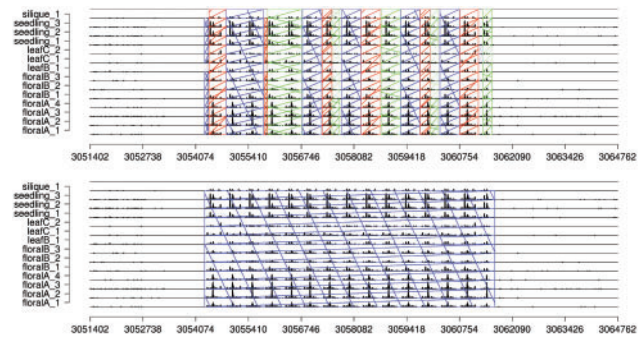 silique_1
seedling_3
seedling_2
seedling_1
leafC_2
leafC_1
leafB_1
floralB_3
floralB_2
floralB_1
floralA_4
floralA_3
floralA_2
floralA_1
3051402 3052738 3054074 3055410 3056746 3058082 3059418 3060754 3062090 3063426 3064762
silique_1
seedling_3
seedling_2
seedling_1
leafC_2
leafC_1
leafB_1
floralB_3
floralB_2
floralB_1
floralA_4
floralA_3
floralA_2
floralA_1
3051402 3052738 3054074 3055410 3056746 3058082 3059418 3060754 3062090 3063426 3064762